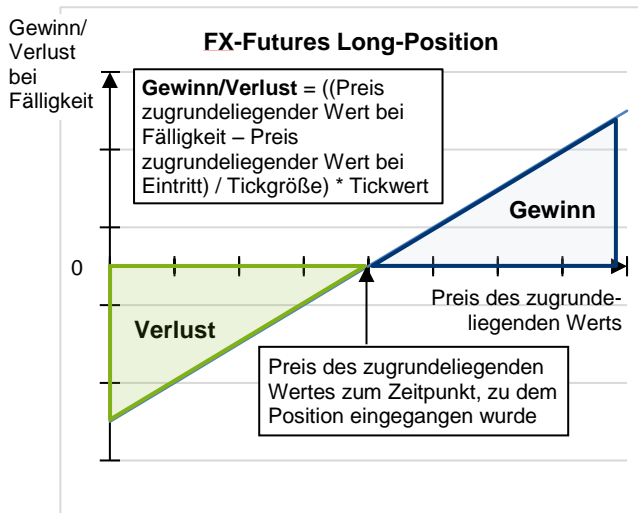 Gewinn/
Verlust
bei
Fälligkeit
FX-Futures Long-Position
Gewinn/Verlust = ((Preis
zugrundeliegender Wert bei
Fälligkeit – Preis
zugrundeliegender Wert bei
Eintritt) / Tickgröße) * Tickwert
Gewinn
0
Preis des zugrunde-
liegenden Werts
Verlust
Preis des zugrundeliegenden
Wertes zum Zeitpunkt, zu dem
Position eingegangen wurde